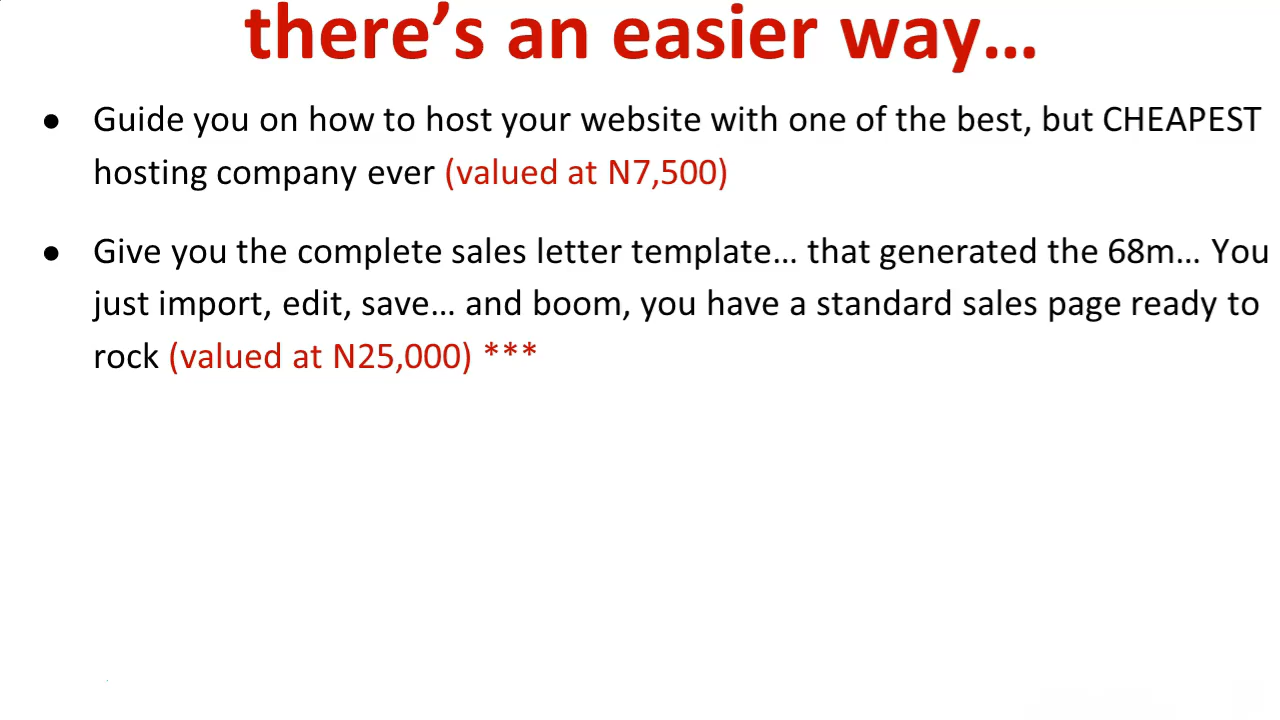 there’s an easier way…
● Guide you on how to host your website with one of the best, but CHEAPEST
hosting company ever (valued at N7,500)
● Give you the complete sales letter template… that generated the 68m… You
just import, edit, save… and boom, you have a standard sales page ready to
rock (valued at N25,000) ***